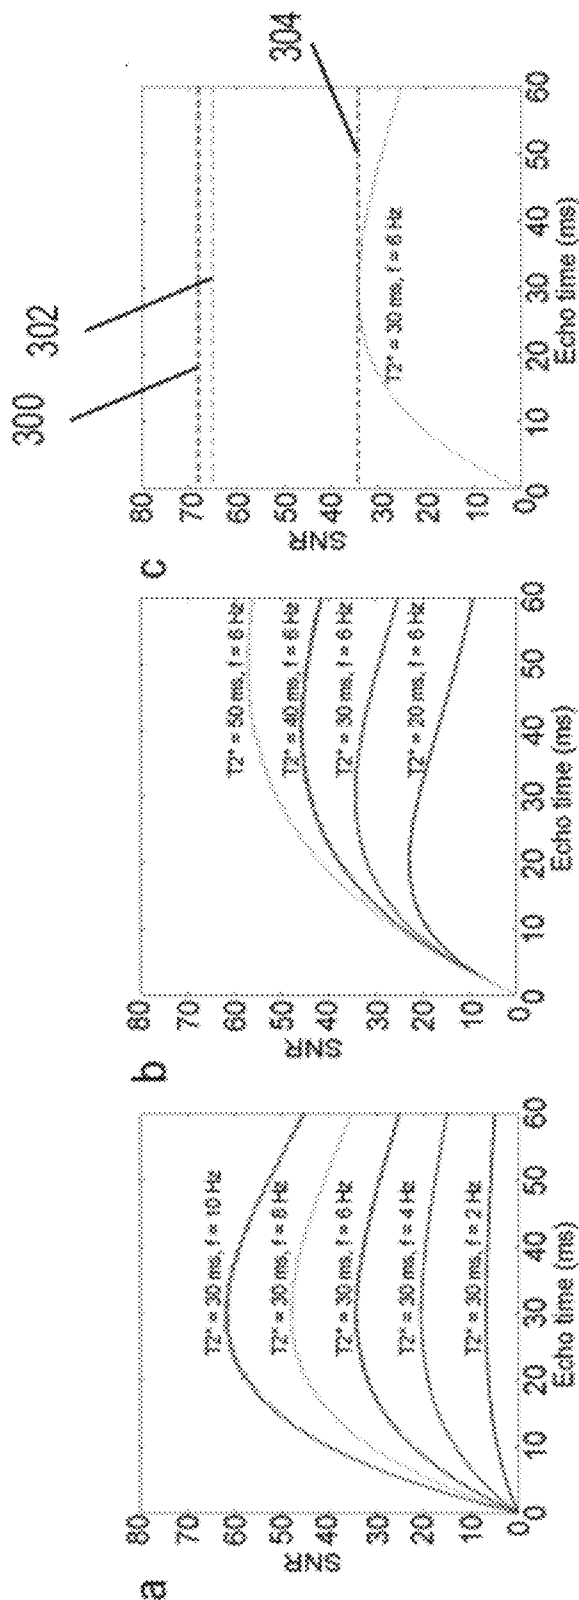 a
SNR
80
70
60
50
40
30
20
10
0
T2* = 30 ms, f = 10 Hz
T2* = 30 ms, f = 8 Hz
T2* = 30 ms, f = 6 Hz
T2* = 30 ms, f = 4 Hz
T2* = 30 ms, f = 2 Hz
0 10 20 30 40 50 60
Echo time (ms)
b
SNR
80
70
60
50
40
30
20
10
0
T2* = 50 ms, f = 6 Hz
T2* = 40 ms, f = 6 Hz
T2* = 30 ms, f = 6 Hz
T2* = 20 ms, f = 6 Hz
0 10 20 30 40 50 60
Echo time (ms)
c
300
302
304
SNR
80
70
60
50
40
30
20
10
0
T2* = 30 ms, f = 6 Hz
0 10 20 30 40 50 60
Echo time (ms)